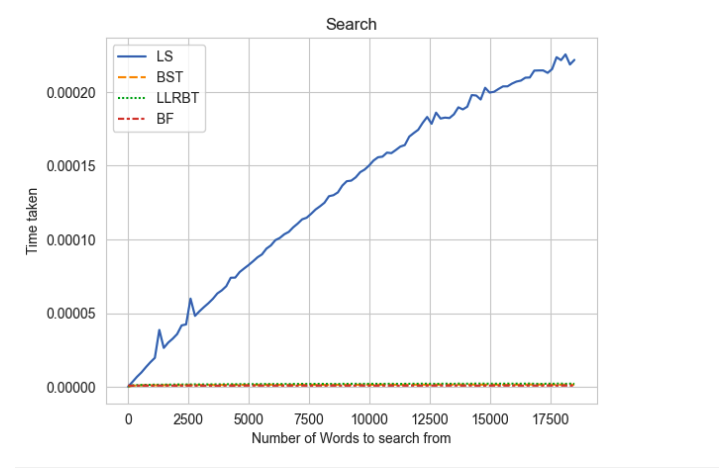 Search
LS
BST
LLRBT
BF
0.00020
0.00015
0.00010
0.00005
0.00000
Time taken
0 2500 5000 7500 10000 12500 15000 17500
Number of Words to search from